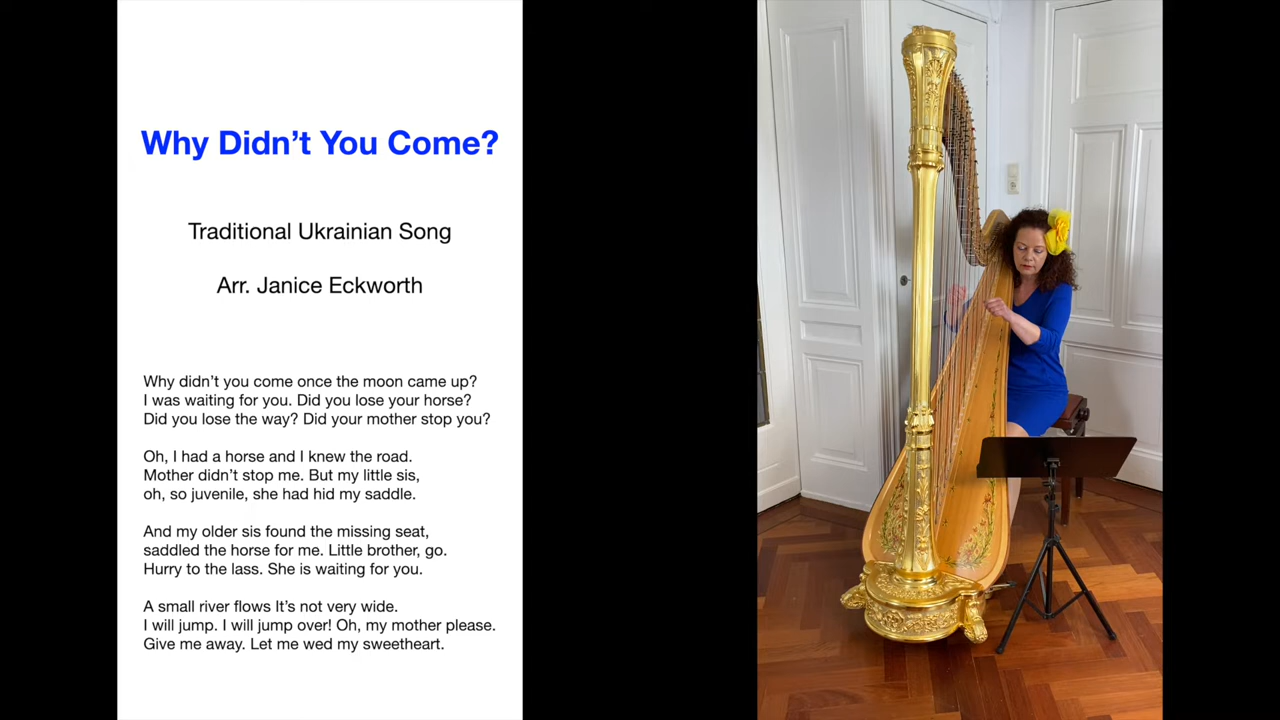 Why Didn't You Come?
Traditional Ukrainian Song
Arr. Janice Eckworth
Why didn't you come once the moon came up?
I was waiting for you. Did you lose your horse?
Did you lose the way? Did your mother stop you?
Oh, I had a horse and I knew the road.
Mother didn't stop me. But my little sis,
oh, so juvenile, she had hid my saddle.
And my older sis found the missing seat,
saddled the horse for me. Little brother, go.
Hurry to the lass. She is waiting for you.
A small river flows It's not very wide.
I will jump. I will jump over! Oh, my mother please.
Give me away. Let me wed my sweetheart.